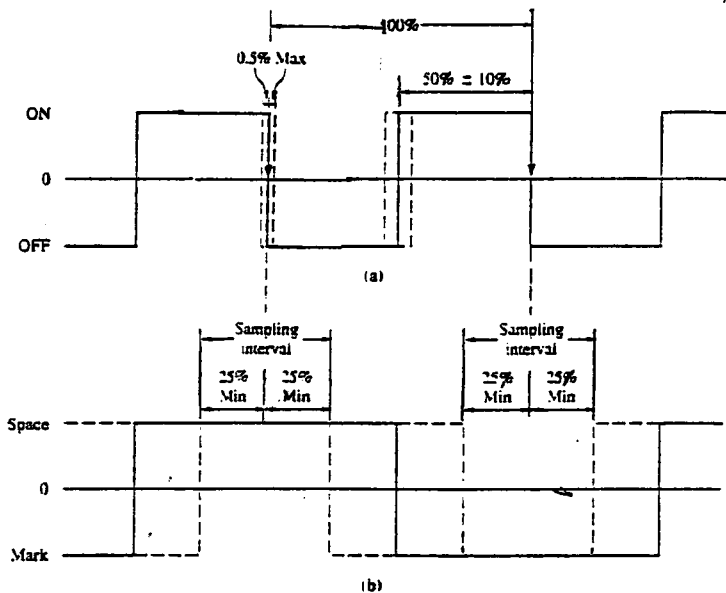 100%
0.5% Max
50% ± 10%
ON
0
OFF
(a)
Sampling interval
Sampling interval
25% Min
25% Min
25% Min
25% Min
Space
0
Mark
(b)